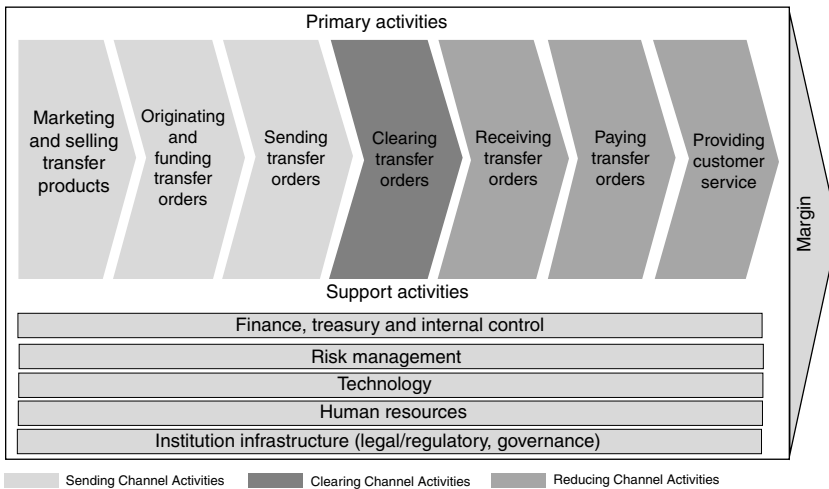 Primary activities
Marketing
and selling
transfer
products
Originating
and
funding
transfer
orders
Sending
transfer
orders
Clearing
transfer
orders
Receiving
transfer
orders
Paying
transfer
orders
Providing
customer
service
Margin
Support activities
Finance, treasury and internal control
Risk management
Technology
Human resources
Institution infrastructure (legal/regulatory, governance)
Sending Channel Activities
Clearing Channel Activities
Reducing Channel Activities